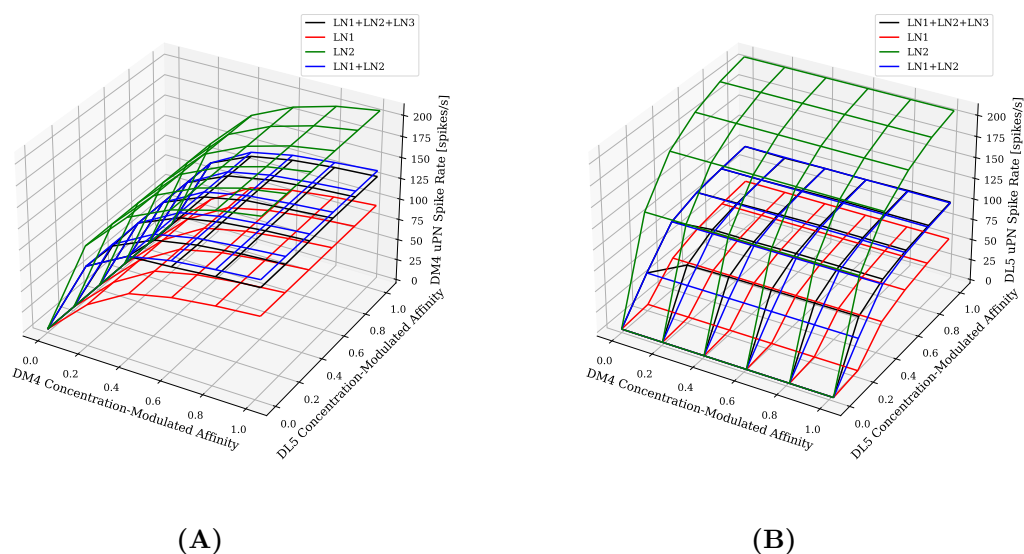 LN1+LN2+LN3
LN1
LN2
LN1+LN2
200
175
150
125
100
75
50
25
0
DM4 uPN Spike Rate [spikes/s]
0.0
0.2
0.4
0.6
0.8
1.0
DM4 Concentration-Modulated Affinity
0.0
0.2
0.4
0.6
0.8
1.0
DL5 Concentration-Modulated Affinity
(A)
LN1+LN2+LN3
LN1
LN2
LN1+LN2
200
175
150
125
100
75
50
25
0
DL5 uPN Spike Rate [spikes/s]
0.0
0.2
0.4
0.6
0.8
1.0
DM4 Concentration-Modulated Affinity
0.0
0.2
0.4
0.6
0.8
1.0
DL5 Concentration-Modulated Affinity
(B)